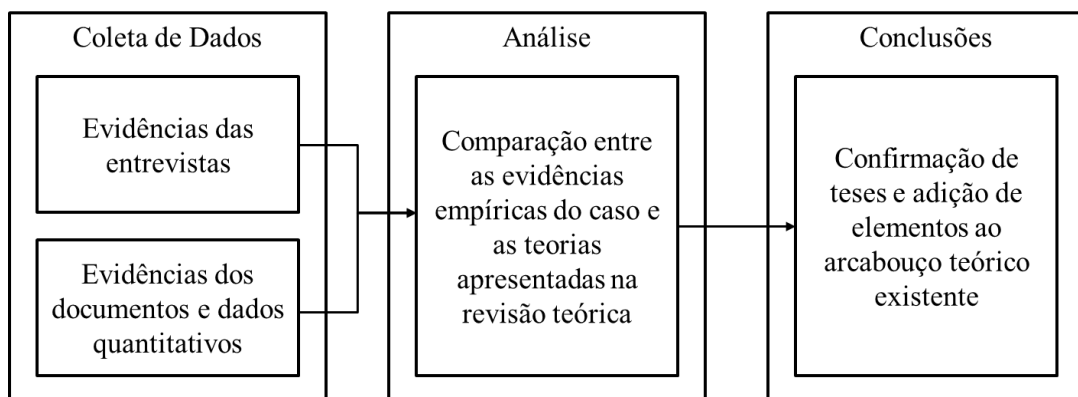 Coleta de Dados
Evidências das
entrevistas
Evidências dos
documentos e dados
quantitativos
Análise
Comparação entre
as evidências
empíricas do caso e
as teorias
apresentadas na
revisão teórica
Conclusões
Confirmação de
teses e adição de
elementos ao
arcabouço teórico
existente